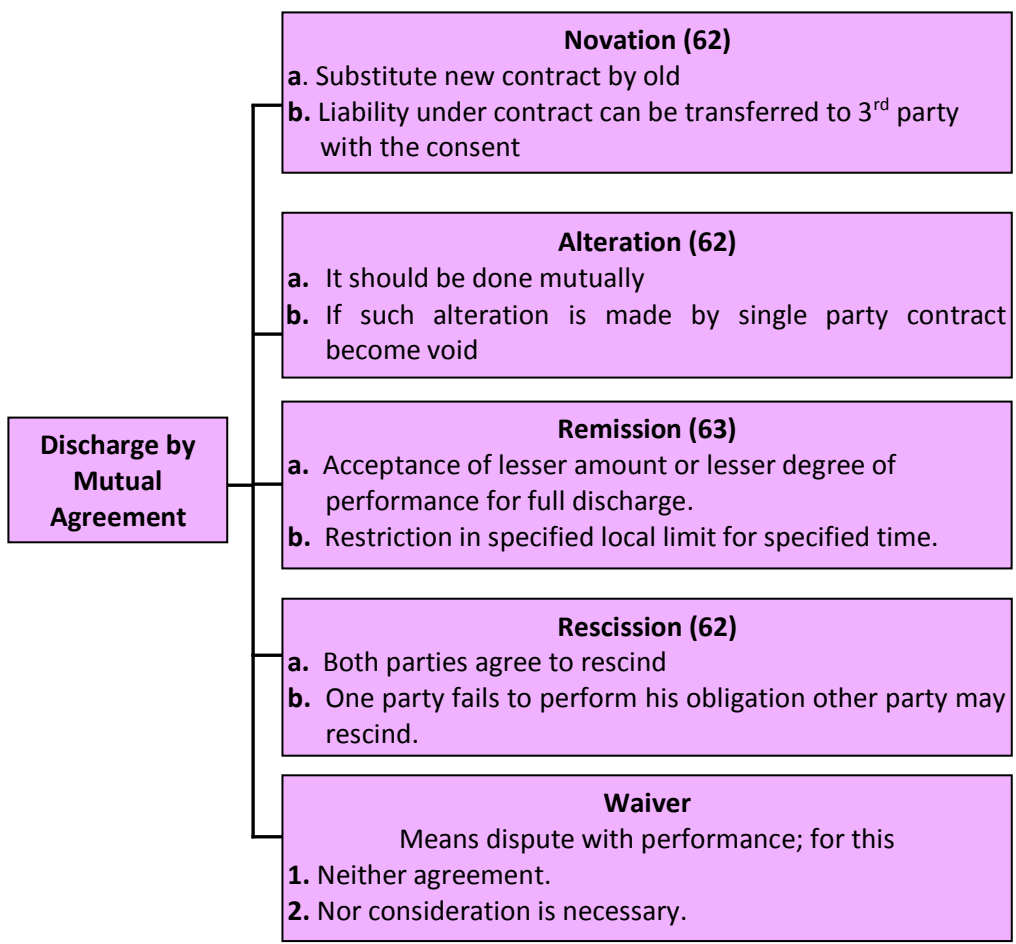 Discharge by
Mutual
Agreement
Novation (62)
a. Substitute new contract by old
b. Liability under contract can be transferred to 3rd party
with the consent
Alteration (62)
a. It should be done mutually
b. If such alteration is made by single party contract
become void
Remission (63)
a. Acceptance of lesser amount or lesser degree of
performance for full discharge.
b. Restriction in specified local limit for specified time.
Rescission (62)
a. Both parties agree to rescind
b. One party fails to perform his obligation other party may
rescind.
Waiver
Means dispute with performance; for this
1. Neither agreement.
2. Nor consideration is necessary.